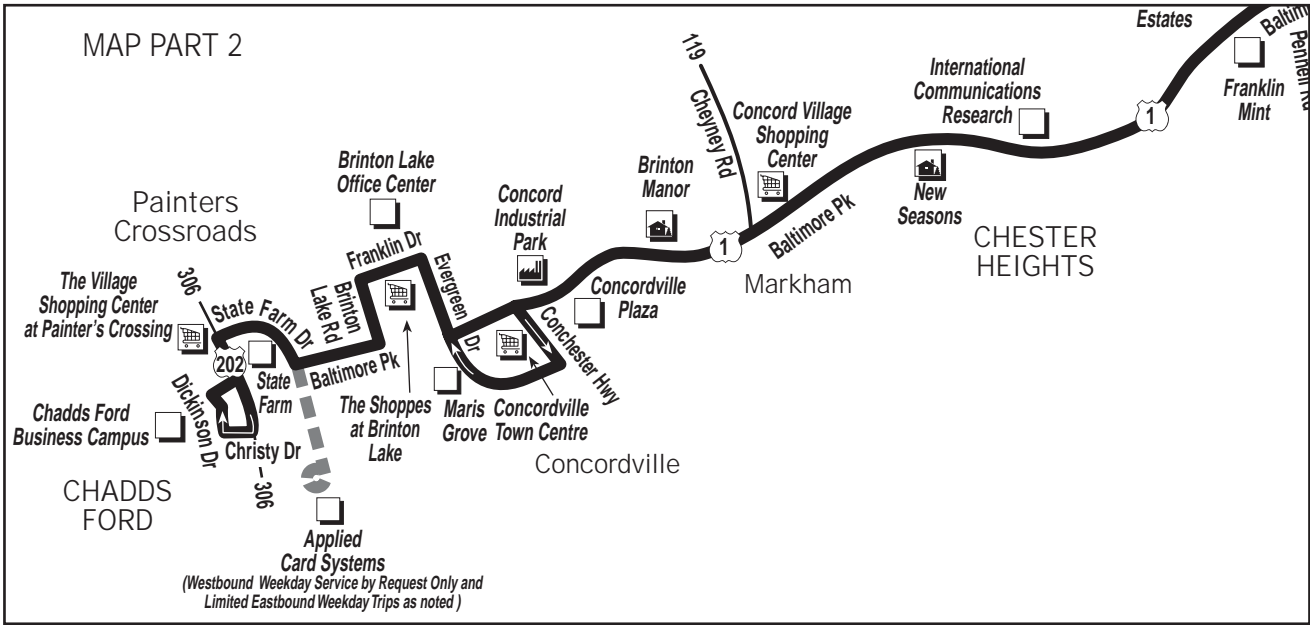 MAP PART 2
Estates
Baltim
Pennell Rd
Franklin
Mint
1
International
Communications
Research
119
Cheyney Rd
Concord Village
Shopping
Center
New
Seasons
CHESTER
HEIGHTS
Brinton
Manor
1
Baltimore Pk
Markham
Brinton Lake
Office Center
Concord
Industrial
Park
Concordville
Plaza
Painters
Crossroads
Franklin Dr
Evergreen
Dr
Brinton
Lake Rd
Conchester Hwy
306
The Village
Shopping Center
at Painter's Crossing
State Farm Dr
202
State
Farm
Baltimore Pk
Dickinson Dr
Chadds Ford
Business Campus
Christy Dr
306
The Shoppes
at Brinton
Lake
Maris
Grove
Concordville
Town Centre
Concordville
CHADDS
FORD
Applied
Card Systems
(Westbound Weekday Service by Request Only and
Limited Eastbound Weekday Trips as noted )